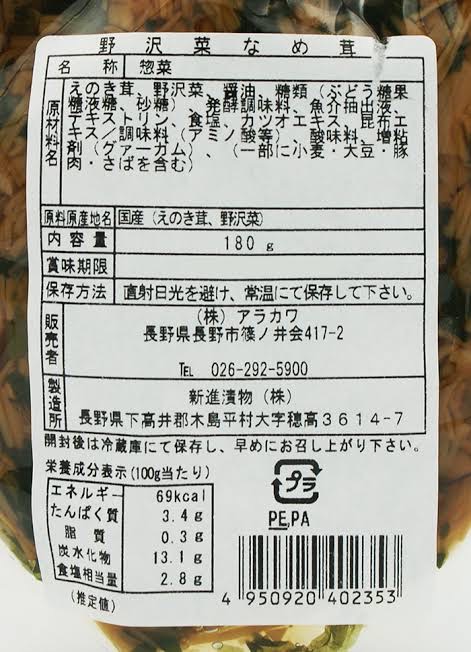 野沢菜なめ茸
名称 惣菜
原材料名 えのき茸、野沢菜、醤油、糖類（ぶどう糖果
糖液糖、砂糖）、発酵調味料、魚介抽出液、
デキストリン、食塩、カツオエキス、昆布エ
キス／調味料（アミノ酸等）、酸味料、増粘
剤（グァーガム）、（一部に小麦・大豆・豚
肉・さばを含む）
原料原産地名 国産（えのき茸、野沢菜）
内容量 180 g
賞味期限
保存方法 直射日光を避け、常温にて保存して下さい。
販売者 （株）アラカワ
長野県長野市篠ノ井会417-2
TEL 026-292-5900
製造所 新進漬物（株）
長野県下高井郡木島平村大字穂高3614-7
開封後は冷蔵庫にて保存し、早めにお召し上がり下さい。
栄養成分表示（100g当たり）
エネルギー 69kcal
たんぱく質 3.4 g
脂質 0.3 g
炭水化物 13.1 g
食塩相当量 2.8 g
（推定値）
プラ
PE,PA
4 950920 402353